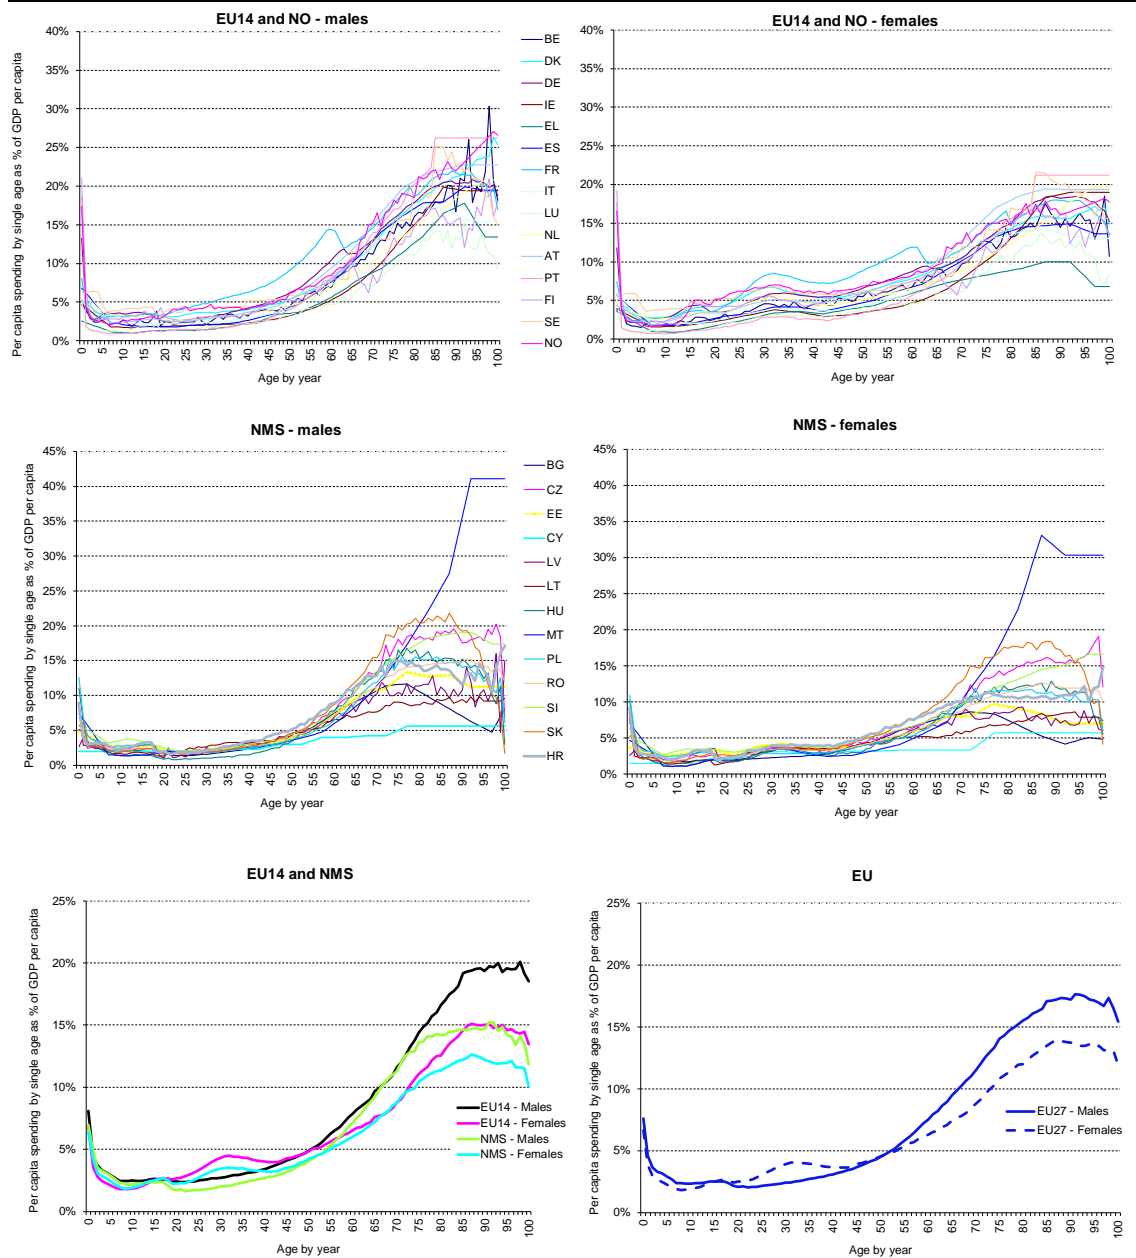 EU14 and NO - males
Per capita spending by single age as % of GDP per capita
40%
35%
30%
25%
20%
15%
10%
5%
0%
0 5 10 15 20 25 30 35 40 45 50 55 60 65 70 75 80 85 90 95 100
Age by year
BE
DK
DE
IE
EL
ES
FR
IT
LU
NL
AT
PT
FI
SE
NO
EU14 and NO - females
40%
35%
30%
25%
20%
15%
10%
5%
0%
0 5 10 15 20 25 30 35 40 45 50 55 60 65 70 75 80 85 90 95 100
Age by year
NMS - males
Per capita spending by single age as % of GDP per capita
45%
40%
35%
30%
25%
20%
15%
10%
5%
0%
0 5 10 15 20 25 30 35 40 45 50 55 60 65 70 75 80 85 90 95 100
Age by year
BG
CZ
EE
CY
LV
LT
HU
MT
PL
RO
SI
SK
HR
NMS - females
45%
40%
35%
30%
25%
20%
15%
10%
5%
0%
0 5 10 15 20 25 30 35 40 45 50 55 60 65 70 75 80 85 90 95 100
Age by year
EU14 and NMS
Per capita spending by single age as % of GDP per capita
25%
20%
15%
10%
5%
0%
0 5 10 15 20 25 30 35 40 45 50 55 60 65 70 75 80 85 90 95 100
Age by year
EU14 - Males
EU14 - Females
NMS - Males
NMS - Females
EU
Per capita spending by single age as % of GDP per capita
25%
20%
15%
10%
5%
0%
0 5 10 15 20 25 30 35 40 45 50 55 60 65 70 75 80 85 90 95 100
Age by year
EU27 - Males
EU27 - Females